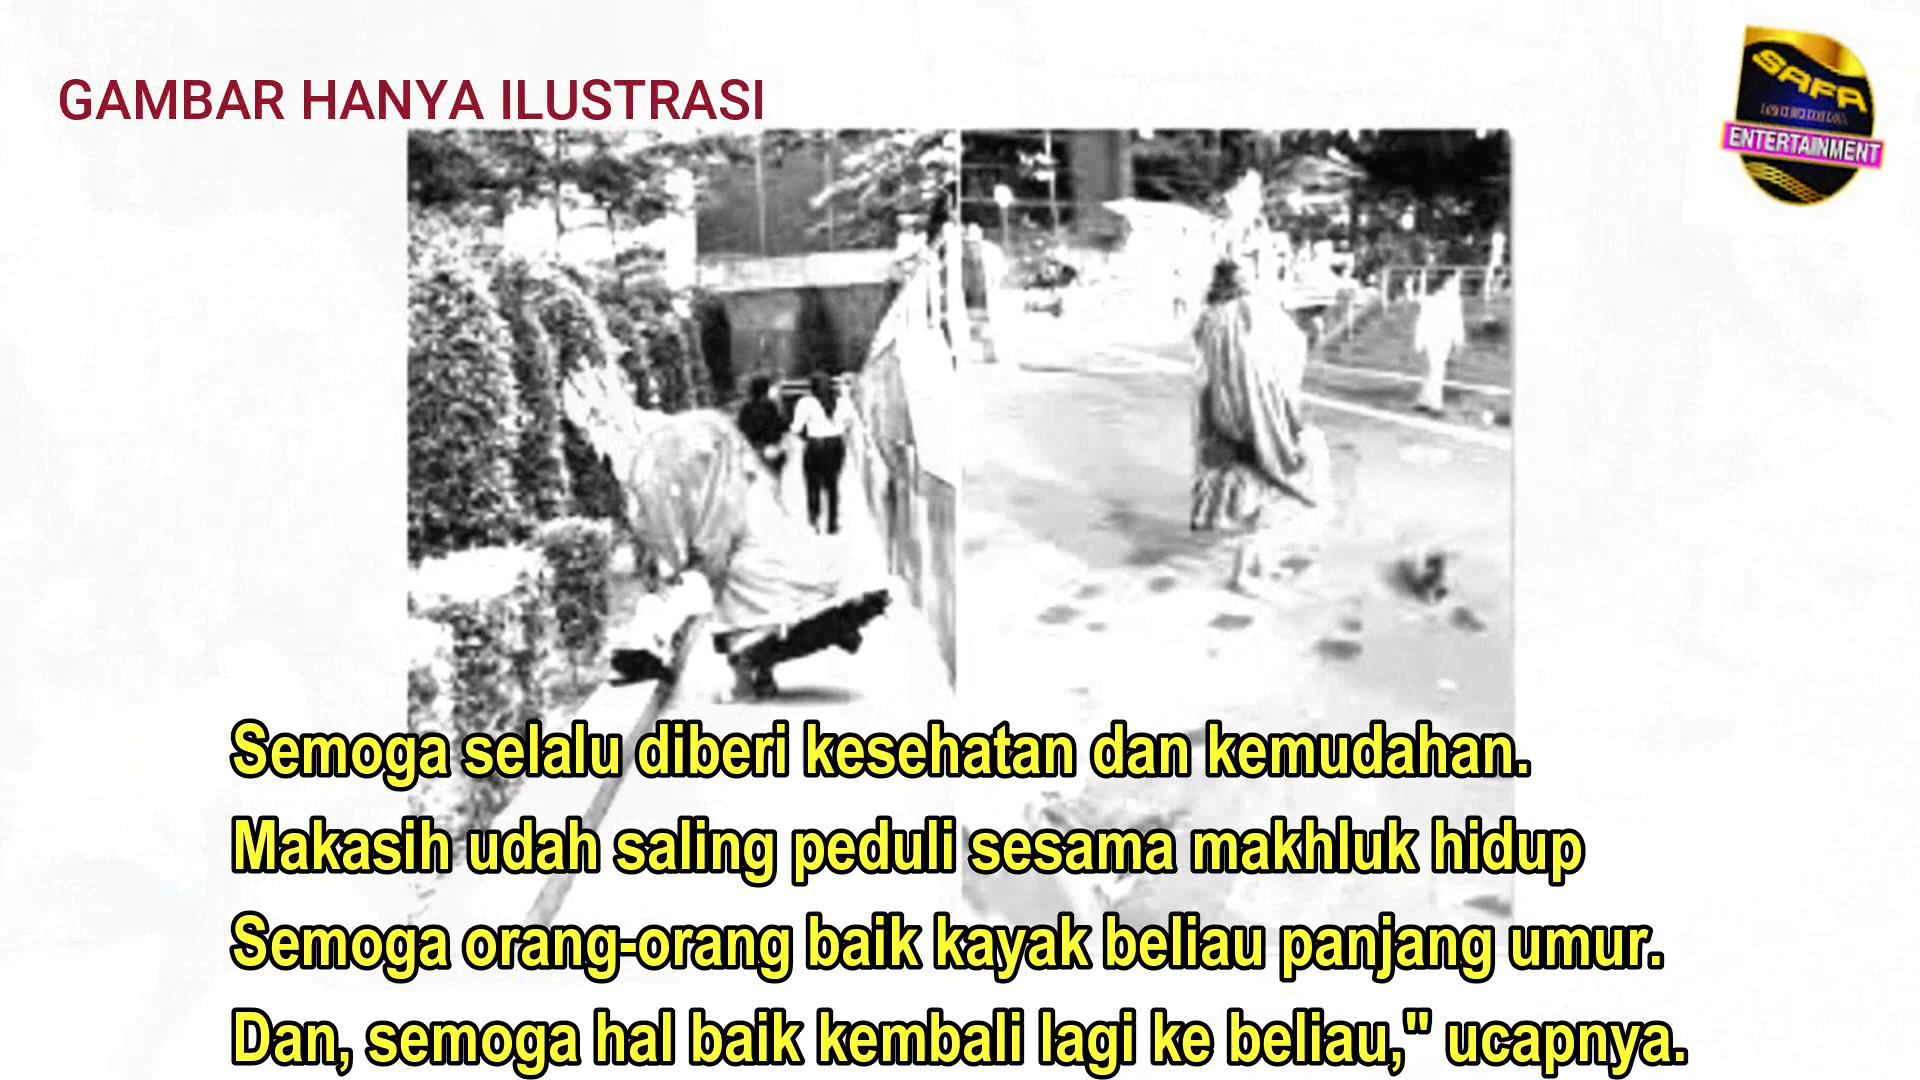 GAMBAR HANYA ILUSTRASI
SAFA
ENTERTAINMENT
Semoga selalu diberi kesehatan dan kemudahan.
Makasih udah saling peduli sesama makhluk hidup
Semoga orang-orang baik kayak beliau panjang umur.
Dan, semoga hal baik kembali lagi ke beliau," ucapnya.